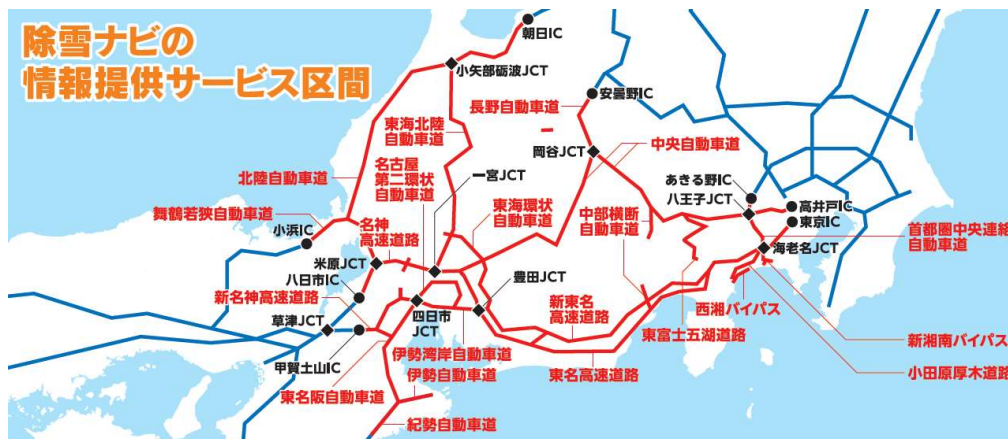 除雪ナビの
情報提供サービス区間
朝日IC
小矢部砺波JCT
安曇野IC
長野自動車道
東海北陸
自動車道
岡谷JCT
中央自動車道
名古屋
第二環状
自動車道
一宮JCT
北陸自動車道
あきる野IC
八王子JCT
高井戸IC
東京IC
舞鶴若狭自動車道
東海環状
自動車道
中部横断
自動車道
首都圏中央連絡
自動車道
小浜IC
名神
高速道路
海老名JCT
米原JCT
八日市IC
豊田JCT
新名神高速道路
新東名
高速道路
西湘バイパス
草津JCT
四日市
JCT
東富士五湖道路
新湘南バイパス
甲賀土山IC
伊勢湾岸自動車道
伊勢自動車道
東名高速道路
小田原厚木道路
東名阪自動車道
紀勢自動車道